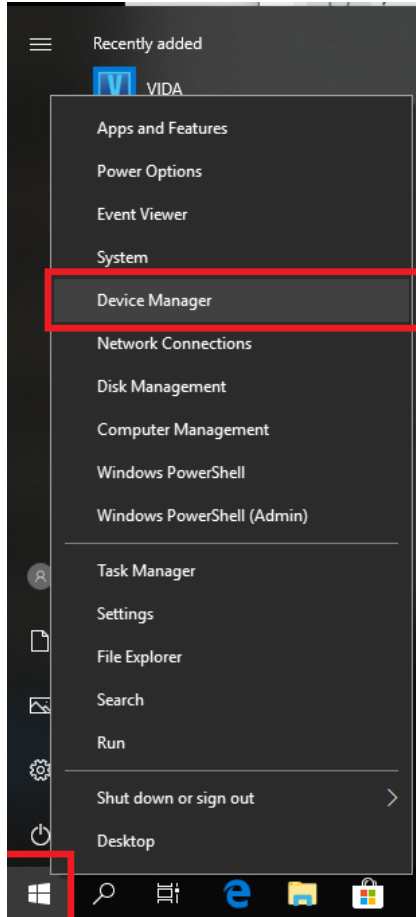 Recently added
VIDA
Apps and Features
Power Options
Event Viewer
System
Device Manager
Network Connections
Disk Management
Computer Management
Windows PowerShell
Windows PowerShell (Admin)
Task Manager
Settings
File Explorer
Search
Run
Shut down or sign out
Desktop